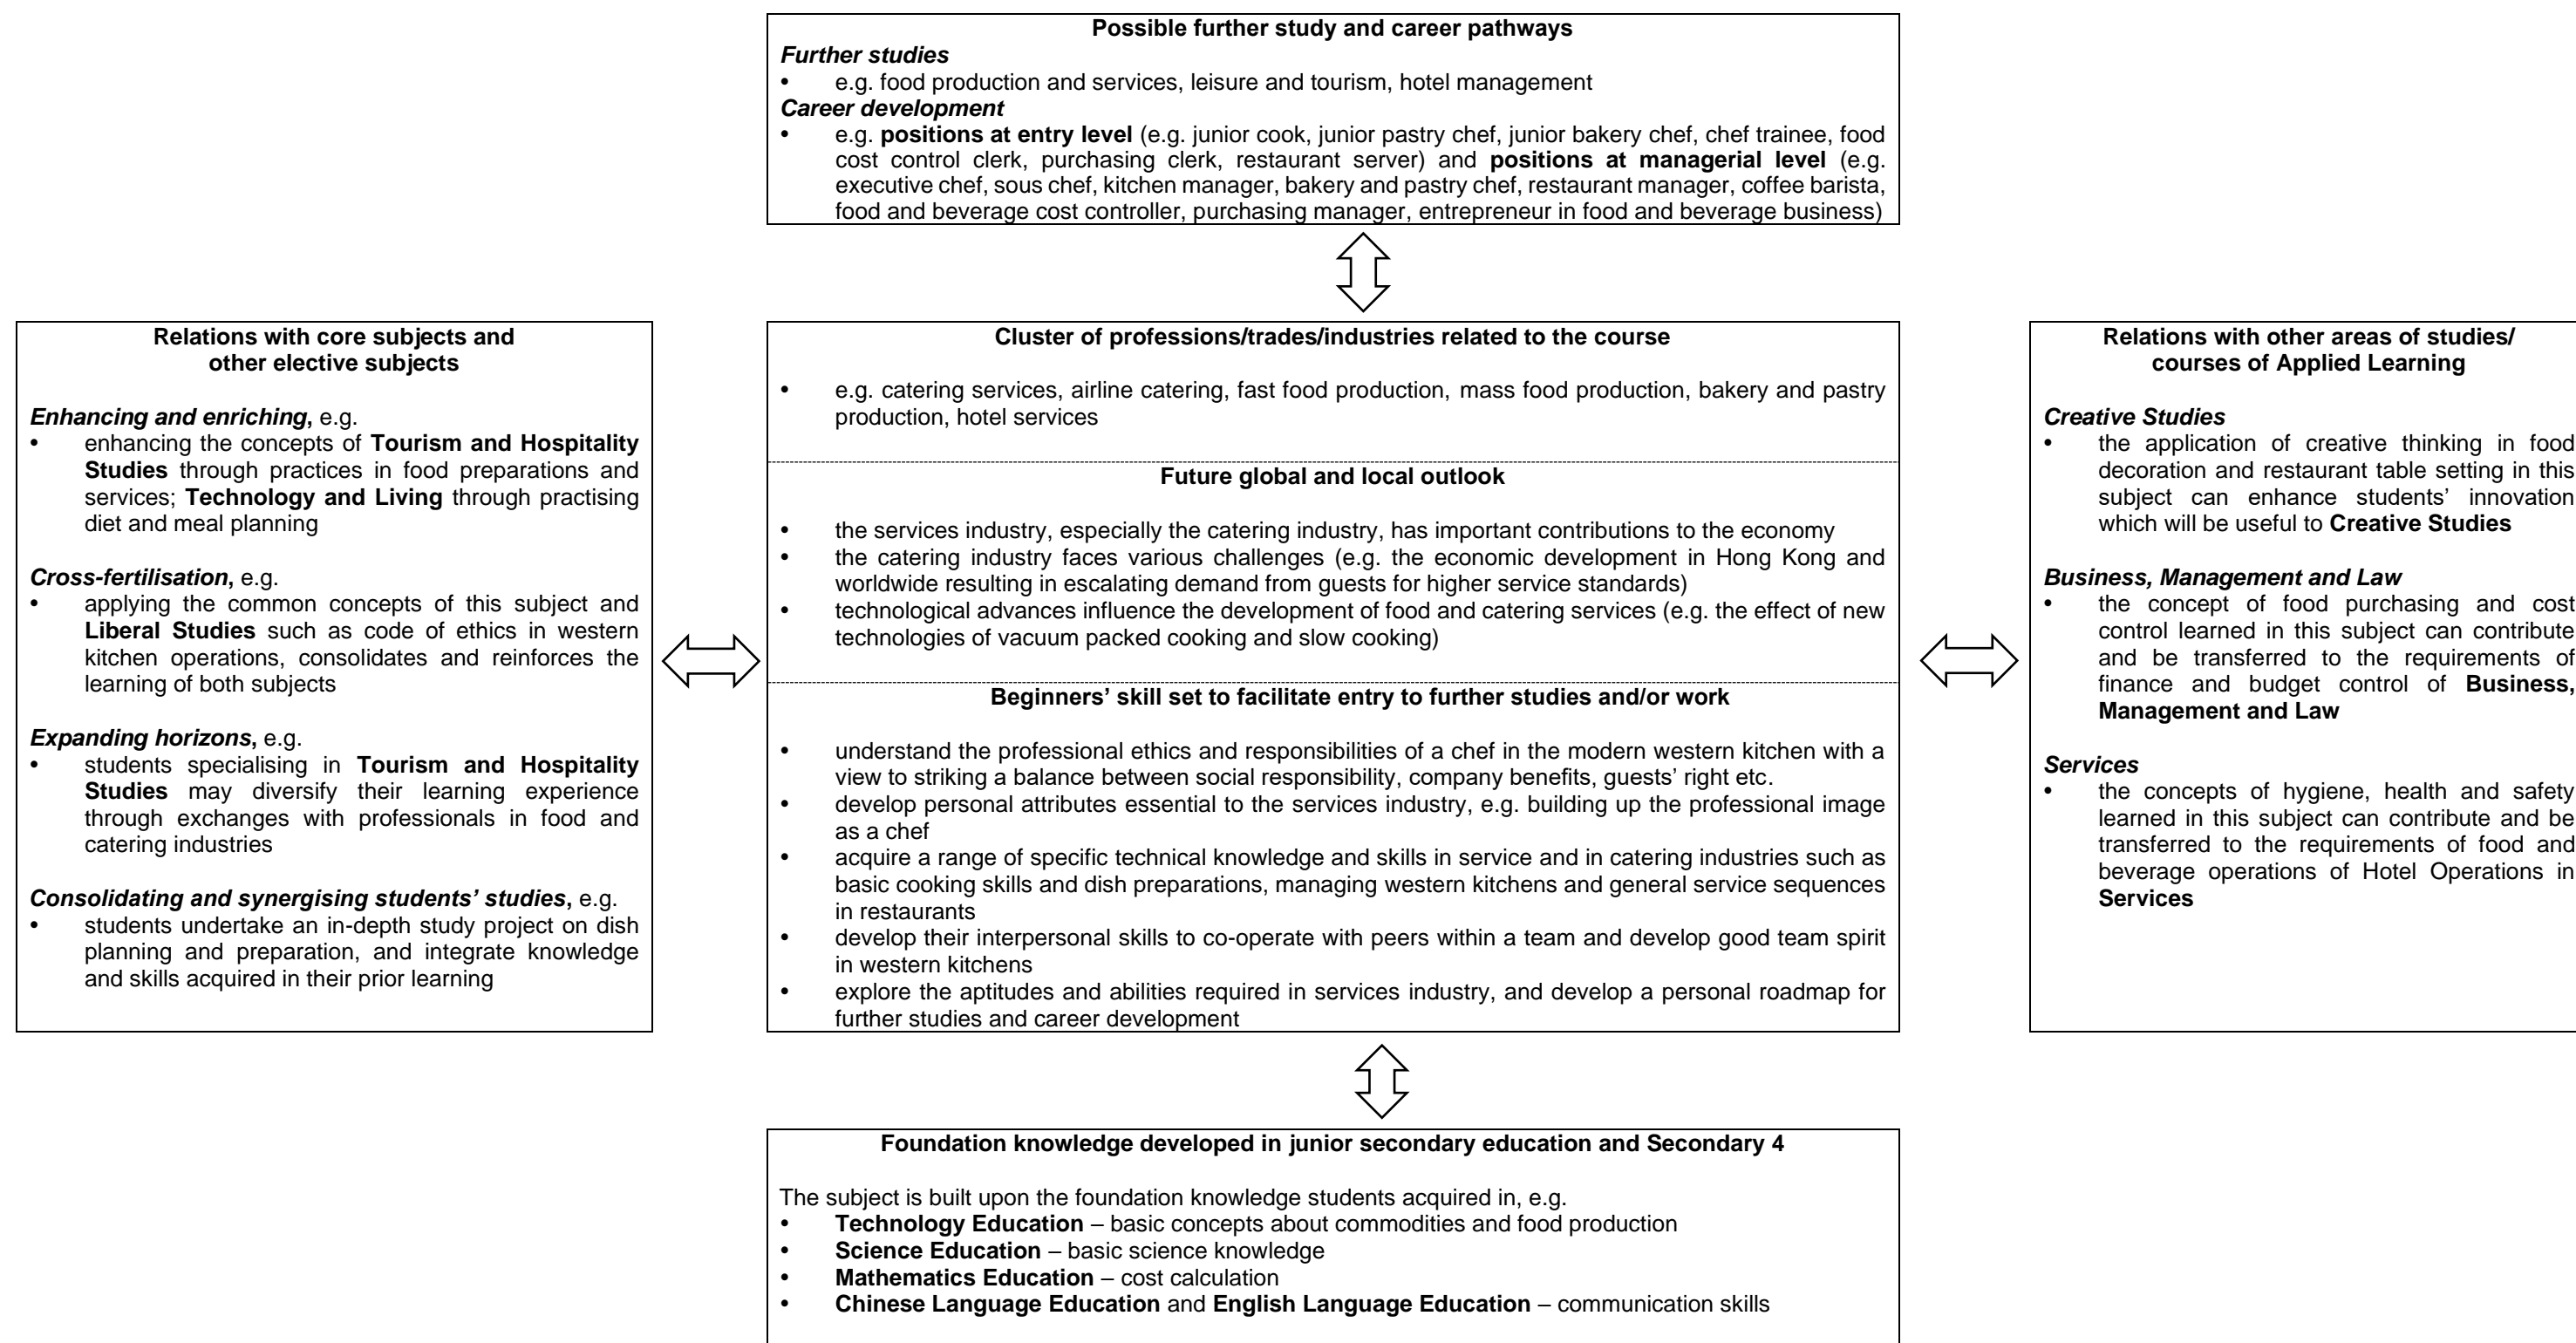 Possible further study and career pathways
Further studies
• e.g. food production and services, leisure and tourism, hotel management
Career development
• e.g. positions at entry level (e.g. junior cook, junior pastry chef, junior bakery chef, chef trainee, food
cost control clerk, purchasing clerk, restaurant server) and positions at managerial level (e.g.
executive chef, sous chef, kitchen manager, bakery and pastry chef, restaurant manager, coffee barista,
food and beverage cost controller, purchasing manager, entrepreneur in food and beverage business)
Relations with core subjects and
other elective subjects
Enhancing and enriching, e.g.
• enhancing the concepts of Tourism and Hospitality
Studies through practices in food preparations and
services; Technology and Living through practising
diet and meal planning
Cross-fertilisation, e.g.
• applying the common concepts of this subject and
Liberal Studies such as code of ethics in western
kitchen operations, consolidates and reinforces the
learning of both subjects
Expanding horizons, e.g.
• students specialising in Tourism and Hospitality
Studies may diversify their learning experience
through exchanges with professionals in food and
catering industries
Consolidating and synergising students’ studies, e.g.
• students undertake an in-depth study project on dish
planning and preparation, and integrate knowledge
and skills acquired in their prior learning
Cluster of professions/trades/industries related to the course
• e.g. catering services, airline catering, fast food production, mass food production, bakery and pastry
production, hotel services
Future global and local outlook
• the services industry, especially the catering industry, has important contributions to the economy
• the catering industry faces various challenges (e.g. the economic development in Hong Kong and
worldwide resulting in escalating demand from guests for higher service standards)
• technological advances influence the development of food and catering services (e.g. the effect of new
technologies of vacuum packed cooking and slow cooking)
Beginners’ skill set to facilitate entry to further studies and/or work
• understand the professional ethics and responsibilities of a chef in the modern western kitchen with a
view to striking a balance between social responsibility, company benefits, guests’ right etc.
• develop personal attributes essential to the services industry, e.g. building up the professional image
as a chef
• acquire a range of specific technical knowledge and skills in service and in catering industries such as
basic cooking skills and dish preparations, managing western kitchens and general service sequences
in restaurants
• develop their interpersonal skills to co-operate with peers within a team and develop good team spirit
in western kitchens
• explore the aptitudes and abilities required in services industry, and develop a personal roadmap for
further studies and career development
Relations with other areas of studies/
courses of Applied Learning
Creative Studies
• the application of creative thinking in food
decoration and restaurant table setting in this
subject can enhance students’ innovation
which will be useful to Creative Studies
Business, Management and Law
• the concept of food purchasing and cost
control learned in this subject can contribute
and be transferred to the requirements of
finance and budget control of Business,
Management and Law
Services
• the concepts of hygiene, health and safety
learned in this subject can contribute and be
transferred to the requirements of food and
beverage operations of Hotel Operations in
Services
Foundation knowledge developed in junior secondary education and Secondary 4
The subject is built upon the foundation knowledge students acquired in, e.g.
• Technology Education – basic concepts about commodities and food production
• Science Education – basic science knowledge
• Mathematics Education – cost calculation
• Chinese Language Education and English Language Education – communication skills